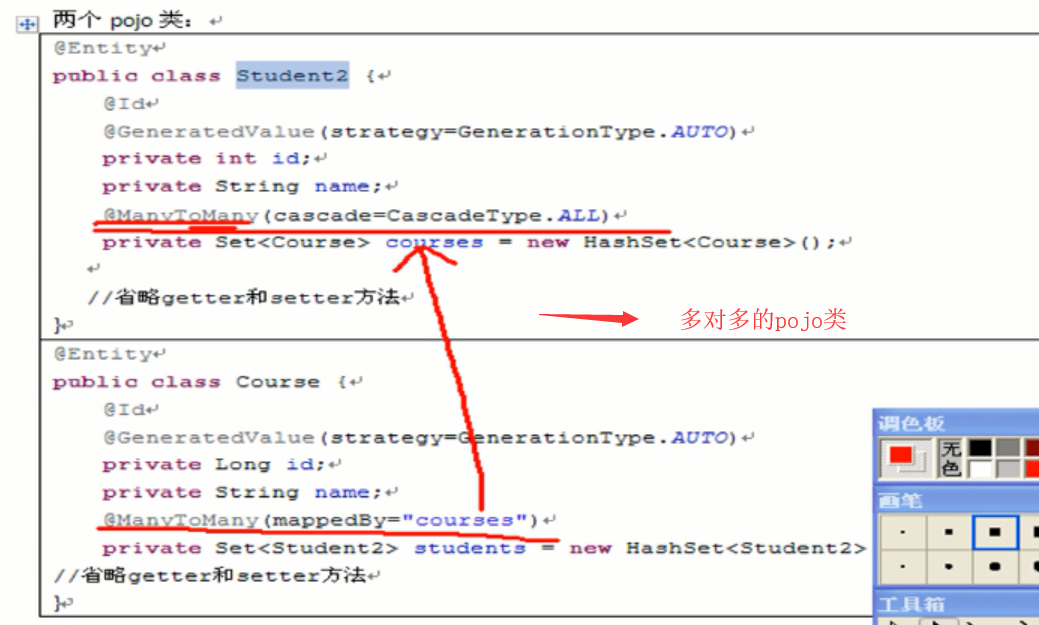 两个 pojo 类：
@Entity
public class Student2 {
@Id
@GeneratedValue(strategy=GenerationType.AUTO)
private int id;
private String name;
@ManyToMany(cascade=CascadeType.ALL)
private Set<Course> courses = new HashSet<Course>();
//省略getter和setter方法
}
多对多的pojo类
@Entity
public class Course {
@Id
@GeneratedValue(strategy=GenerationType.AUTO)
private Long id;
private String name;
@ManyToMany(mappedBy="courses")
private Set<Student2> students = new HashSet<Student2>
//省略getter和setter方法
}
调色板
无色
画笔
工具箱